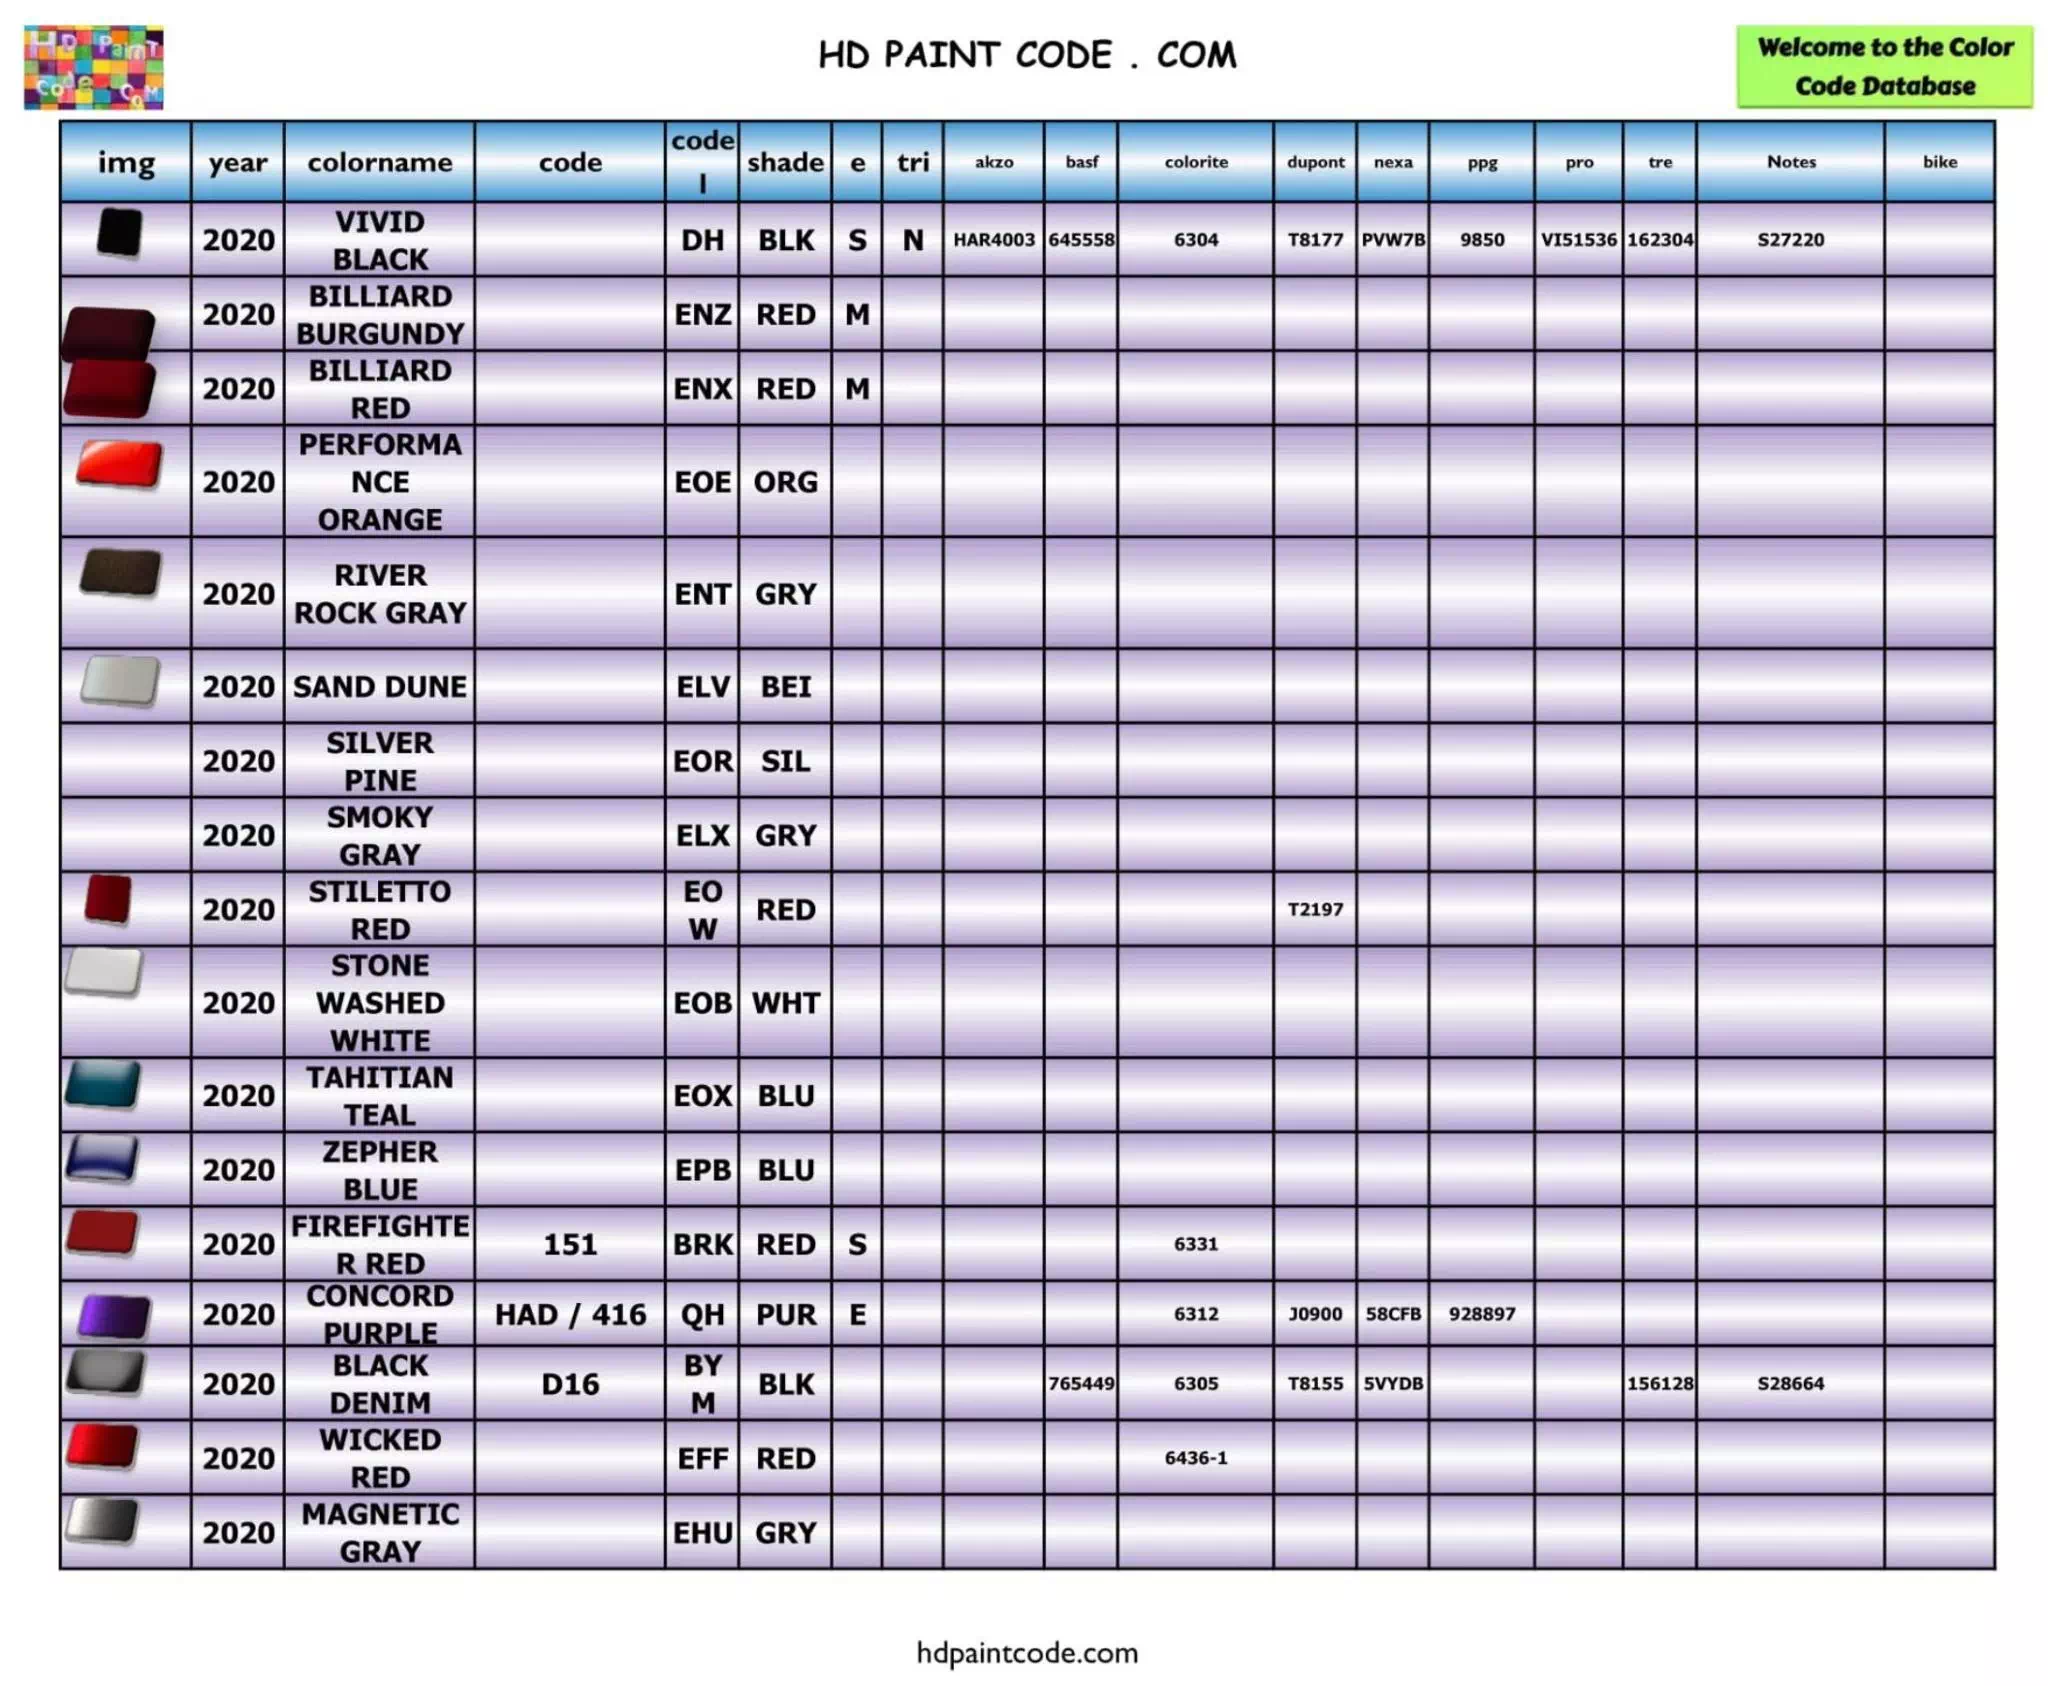 HD Paint
Code
COM
HD PAINT CODE . COM
Welcome to the Color
Code Database
img year colorname code code1 shade e tri akzo basf colorite dupont nexa ppg pro tre Notes bike
2020 VIVID BLACK DH BLK S N HAR4003 645558 6304 T8177 PVW7B 9850 VI51536 162304 S27220
2020 BILLIARD BURGUNDY ENZ RED M
2020 BILLIARD RED ENX RED M
2020 PERFORMANCE ORANGE EOE ORG
2020 RIVER ROCK GRAY ENT GRY
2020 SAND DUNE ELV BEI
2020 SILVER PINE EOR SIL
2020 SMOKY GRAY ELX GRY
2020 STILETTO RED EOW RED T2197
2020 STONE WASHED WHITE EOB WHT
2020 TAHITIAN TEAL EOX BLU
2020 ZEPHER BLUE EPB BLU
2020 FIREFIGHTER RED 151 BRK RED S 6331
2020 CONCORD PURPLE HAD / 416 QH PUR E 6312 J0900 58CFB 928897
2020 BLACK DENIM D16 BYM BLK 765449 6305 T8155 5VYDB 156128 S28664
2020 WICKED RED EFF RED 6436-1
2020 MAGNETIC GRAY EHU GRY
hdpaintcode.com